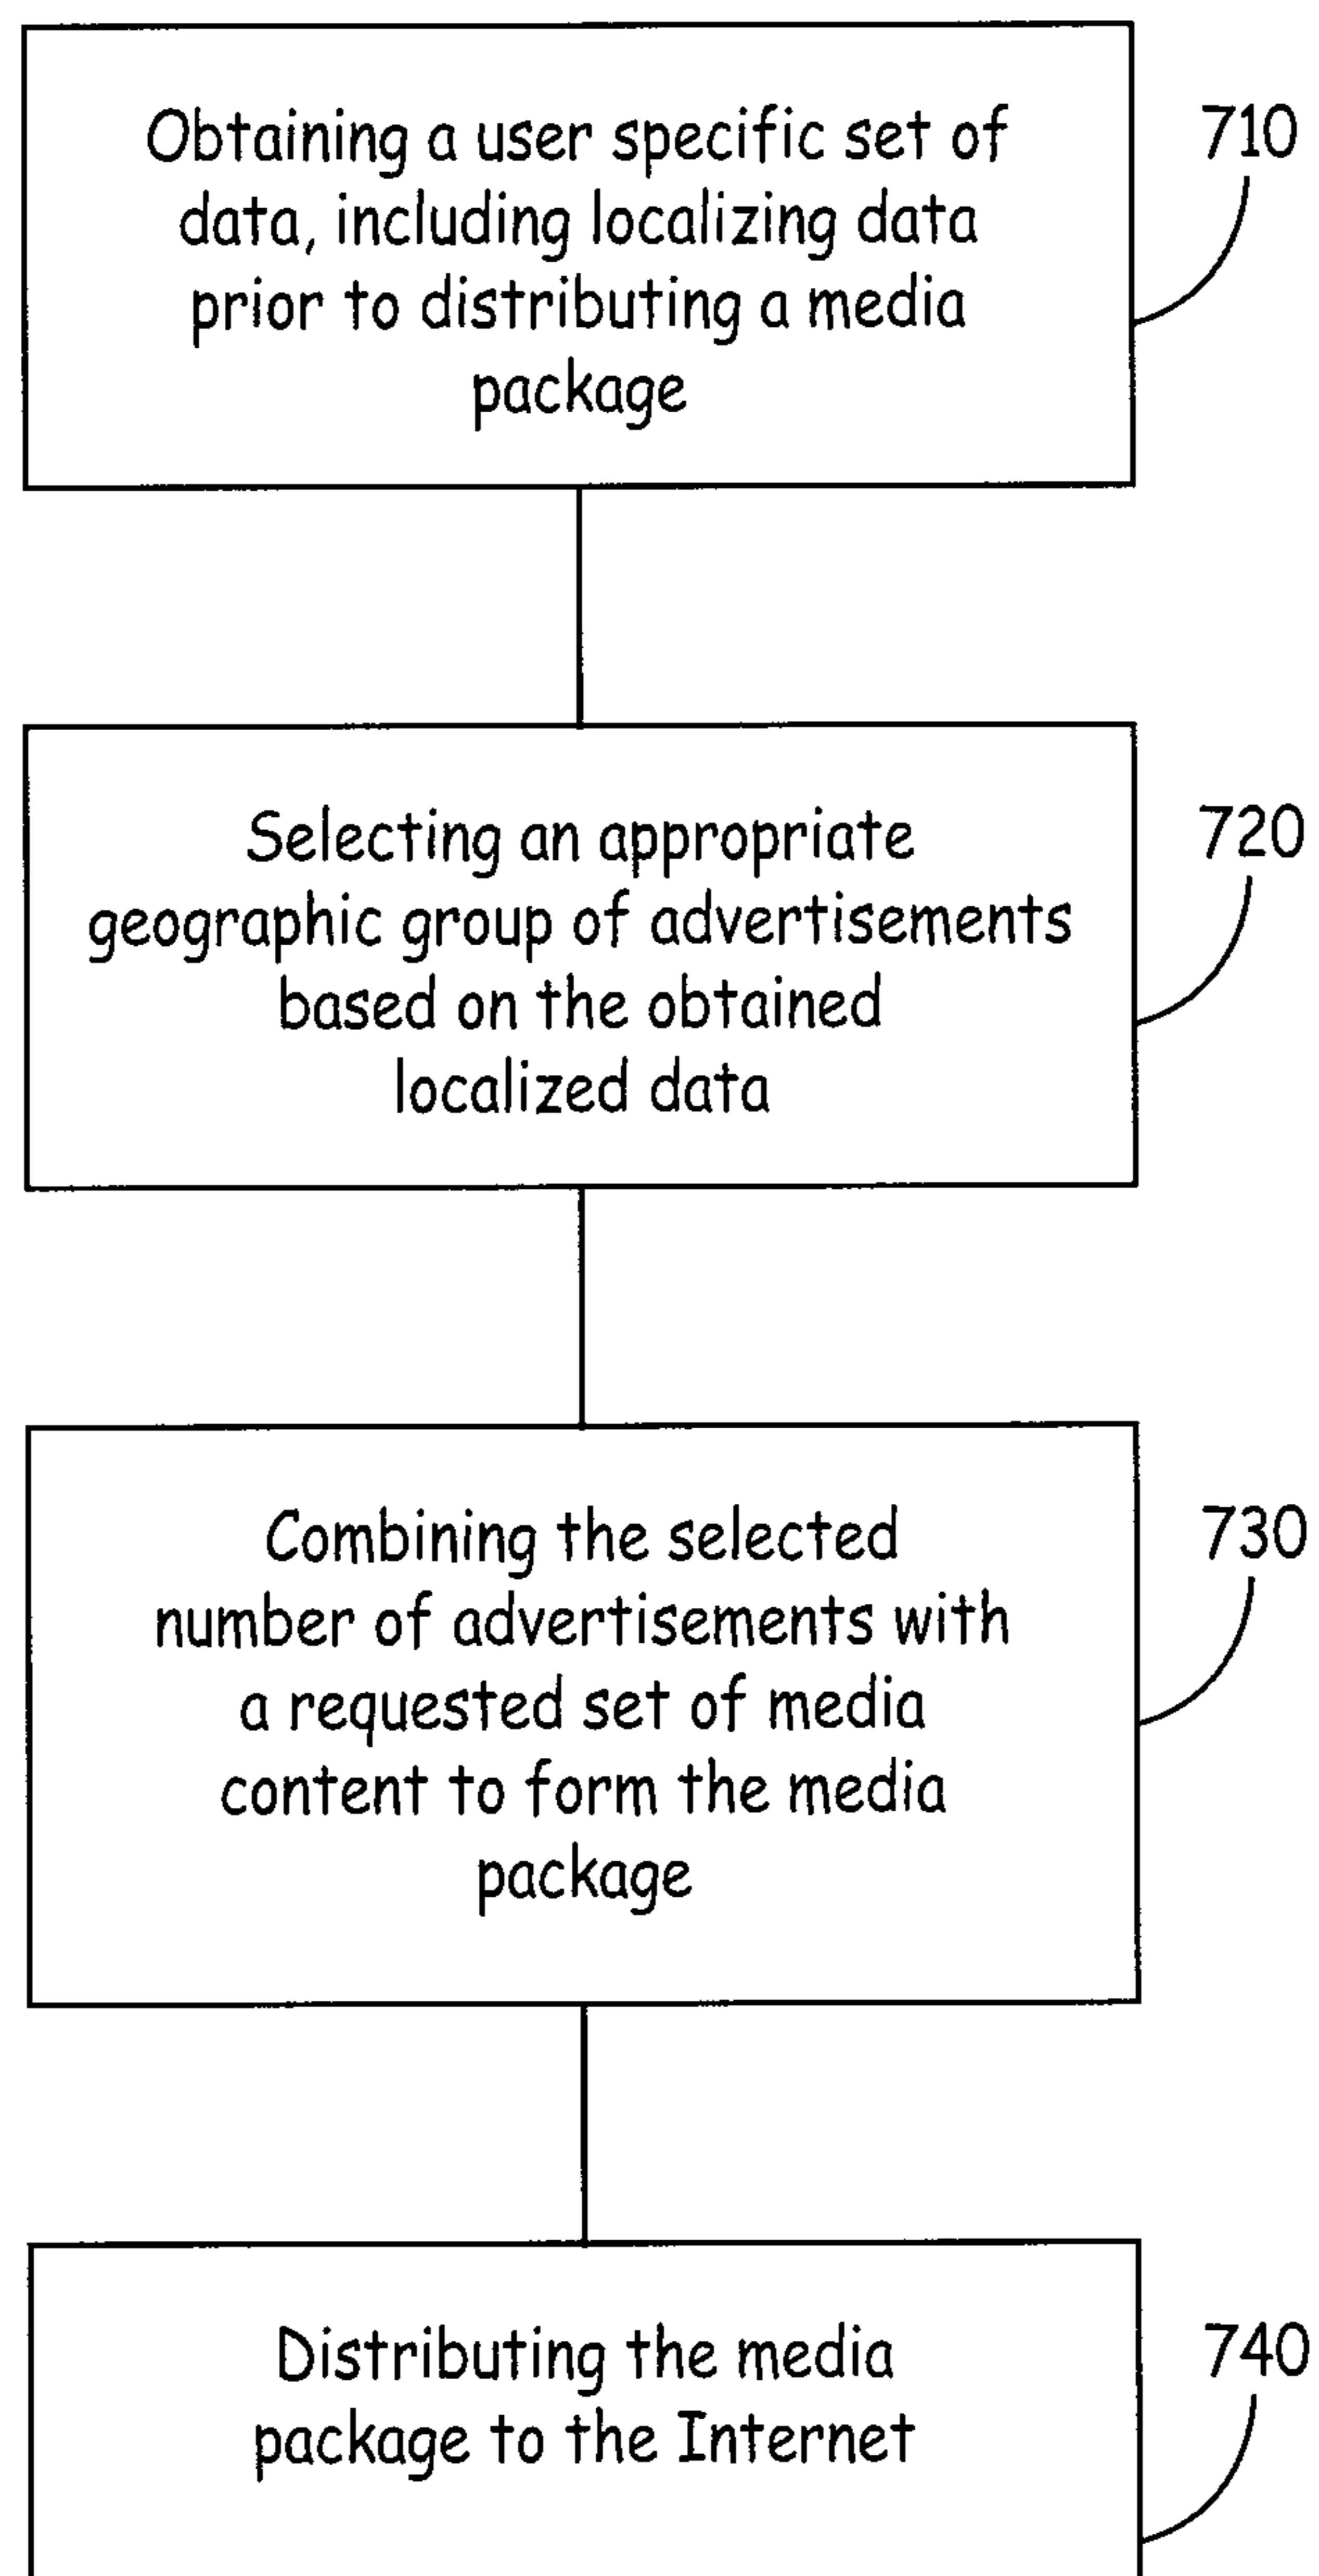 Obtaining a user specific set of
data, including localizing data
prior to distributing a media
package
710
Selecting an appropriate
geographic group of advertisements
based on the obtained
localized data
720
Combining the selected
number of advertisements with
a requested set of media
content to form the media
package
730
Distributing the media
package to the Internet
740